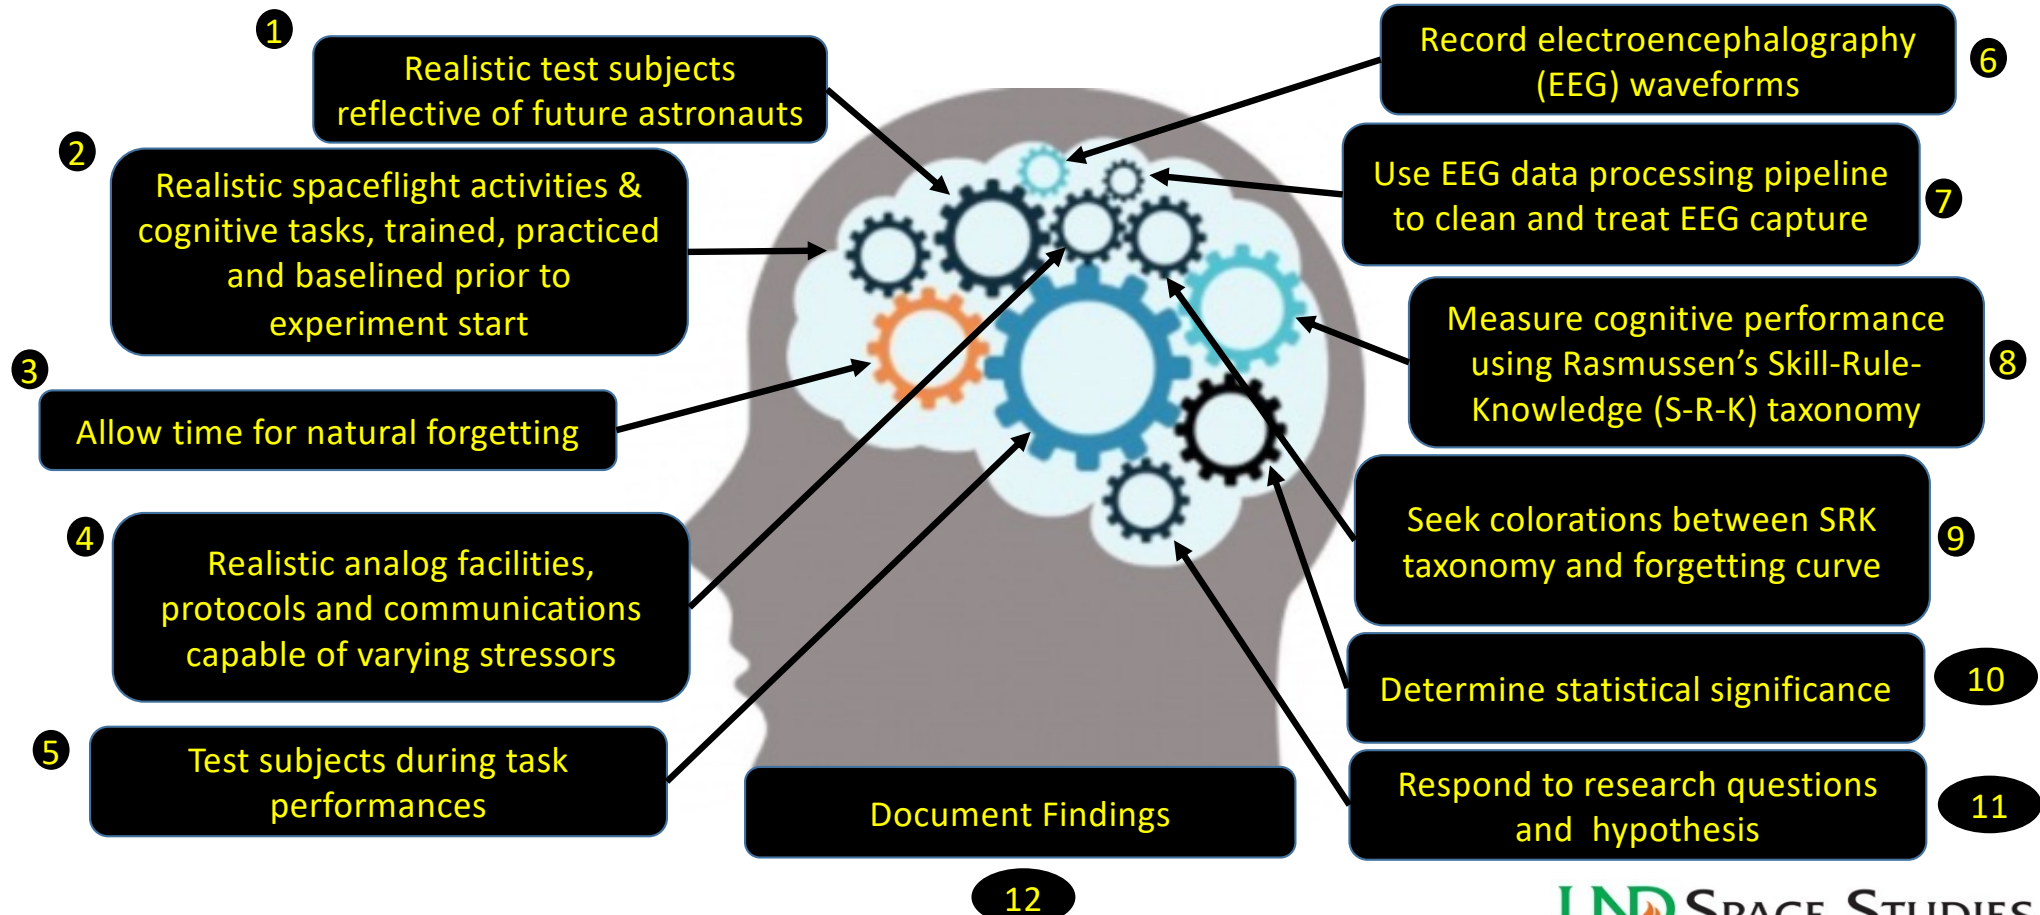 1
Realistic test subjects
reflective of future astronauts
2
Realistic spaceflight activities &
cognitive tasks, trained, practiced
and baselined prior to
experiment start
3
Allow time for natural forgetting
4
Realistic analog facilities,
protocols and communications
capable of varying stressors
5
Test subjects during task
performances
6
Record electroencephalography
(EEG) waveforms
7
Use EEG data processing pipeline
to clean and treat EEG capture
8
Measure cognitive performance
using Rasmussen’s Skill-Rule-
Knowledge (S-R-K) taxonomy
9
Seek colorations between SRK
taxonomy and forgetting curve
10
Determine statistical significance
11
Respond to research questions
and hypothesis
Document Findings
12
UND SPACE STUDIES